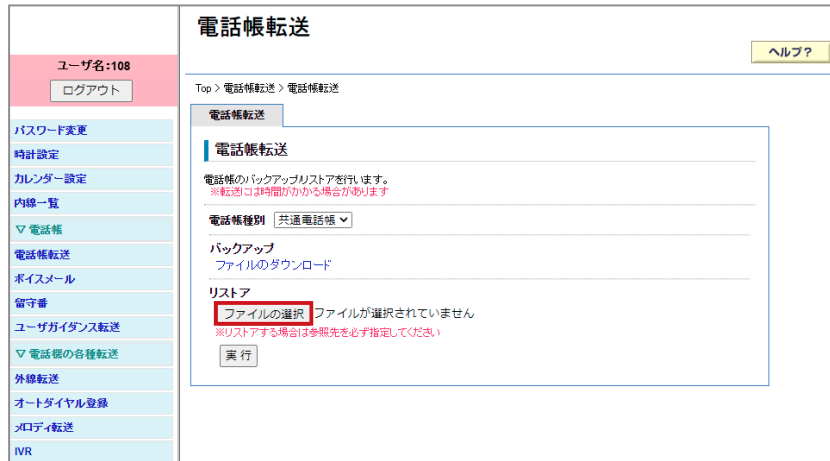 電話帳転送
ヘルプ？
ユーザ名:108
ログアウト
パスワード変更
時計設定
カレンダー設定
内線一覧
▽ 電話帳
電話帳転送
ボイスメール
留守番
ユーザガイダンス転送
▽ 電話機の各種転送
外線転送
オートダイヤル登録
メロディ転送
IVR
Top > 電話帳転送 > 電話帳転送
電話帳転送
電話帳転送
電話帳のバックアップ/リストアを行います。
※転送には時間がかかる場合があります
電話帳種別 共通電話帳
バックアップ
ファイルのダウンロード
リストア
ファイルの選択 ファイルが選択されていません
※リストアする場合は参照先を必ず指定してください
実 行